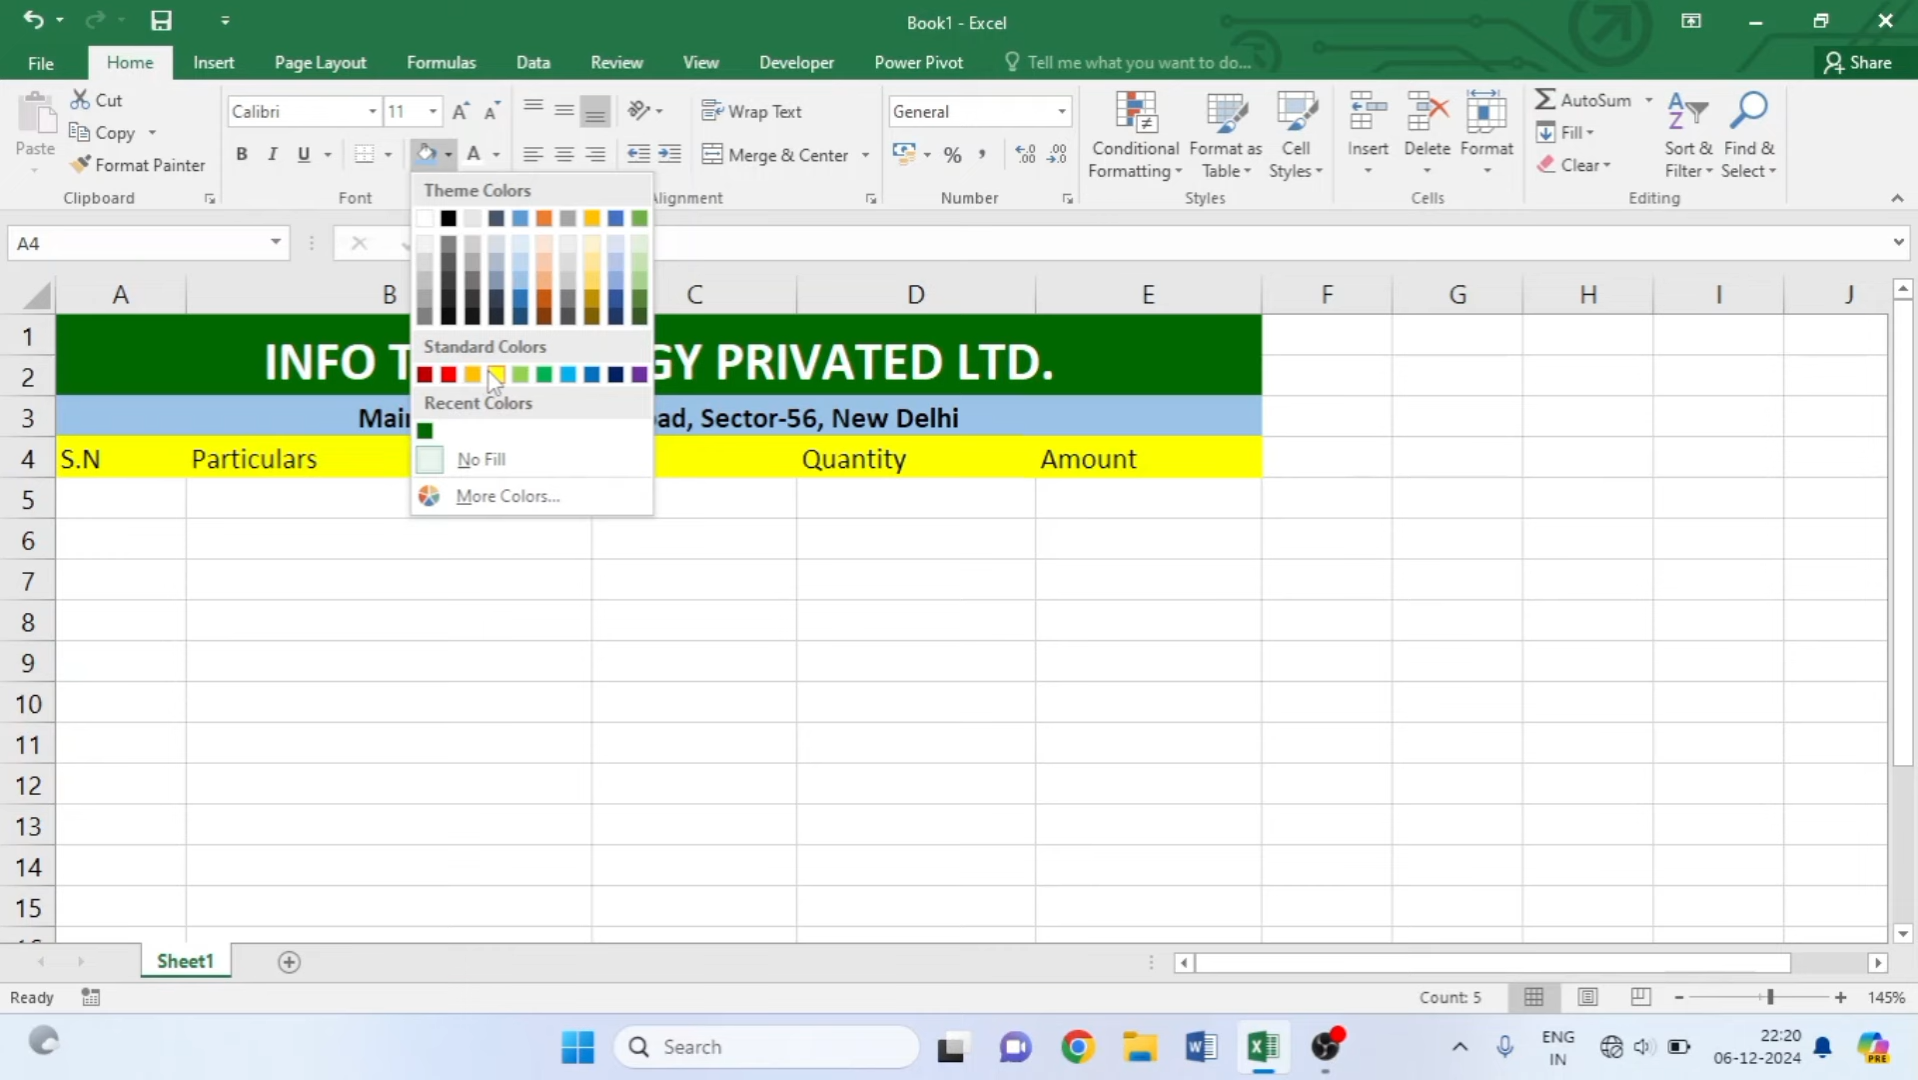 Book1 - Excel
File Home Insert Page Layout Formulas Data Review View Developer Power Pivot Tell me what you want to do... Share
Paste
Cut
Copy
Format Painter
Clipboard
Calibri 11
B I U A
Font
Wrap Text
Merge & Center
Alignment
General
%
Number
Conditional Formatting
Format as Table
Cell Styles
Styles
Insert Delete Format
Cells
AutoSum
Fill
Clear
Sort & Filter
Find & Select
Editing
A4
Theme Colors
Standard Colors
Recent Colors
No Fill
More Colors...
A B C D E F G H I J
1 INFO T GY PRIVATED LTD.
2
3 Main ad, Sector-56, New Delhi
4 S.N Particulars Quantity Amount
5
6
7
8
9
10
11
12
13
14
15
Sheet1
Ready Count: 5 145%
Search ENG IN 22:20 06-12-2024 PRE